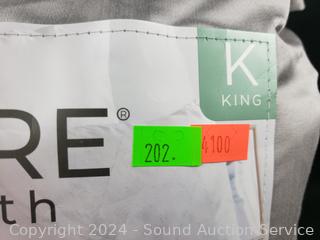 K
KING
RE®
202.
4100
th
Copyright 2024 - Sound Auction Service